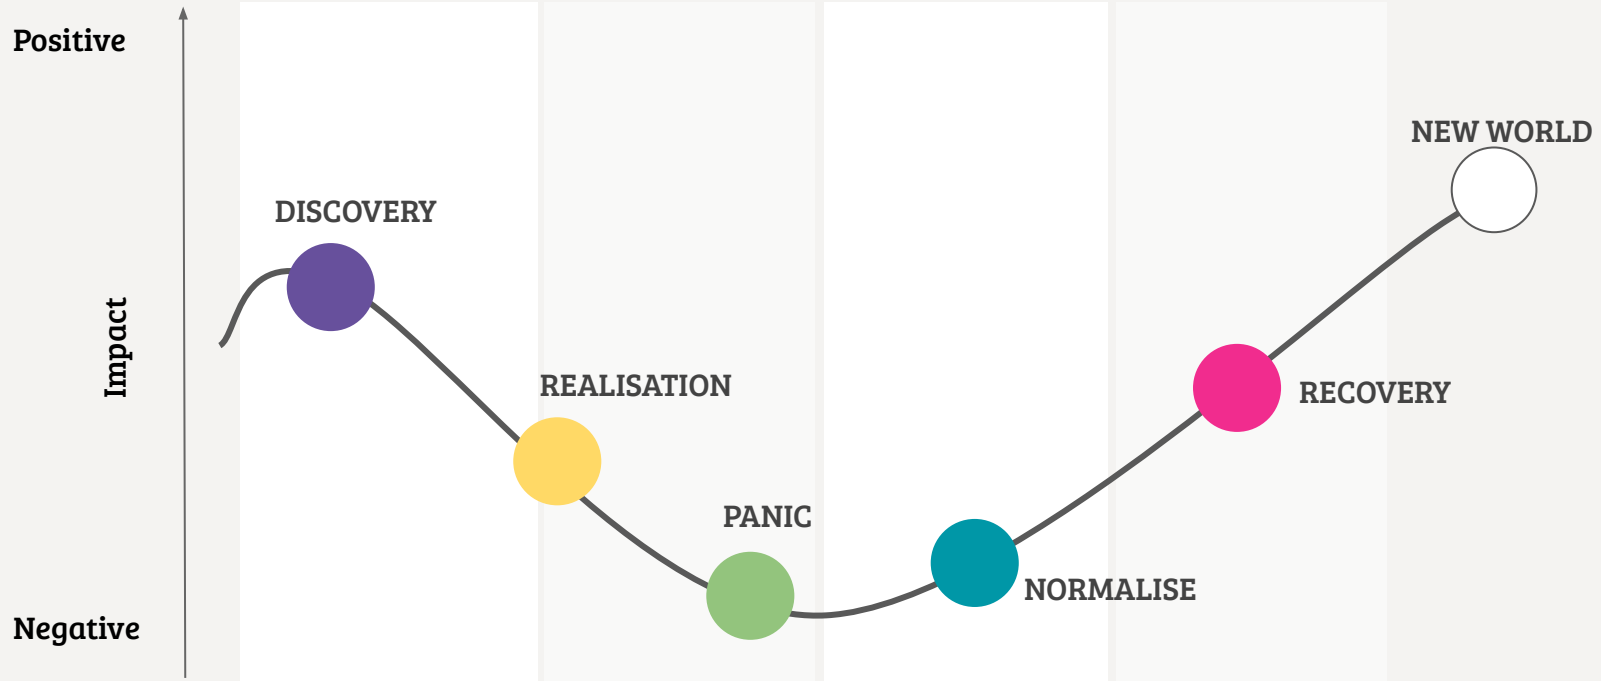 Positive
NEW WORLD
DISCOVERY
Impact
REALISATION
RECOVERY
PANIC
NORMALISE
Negative